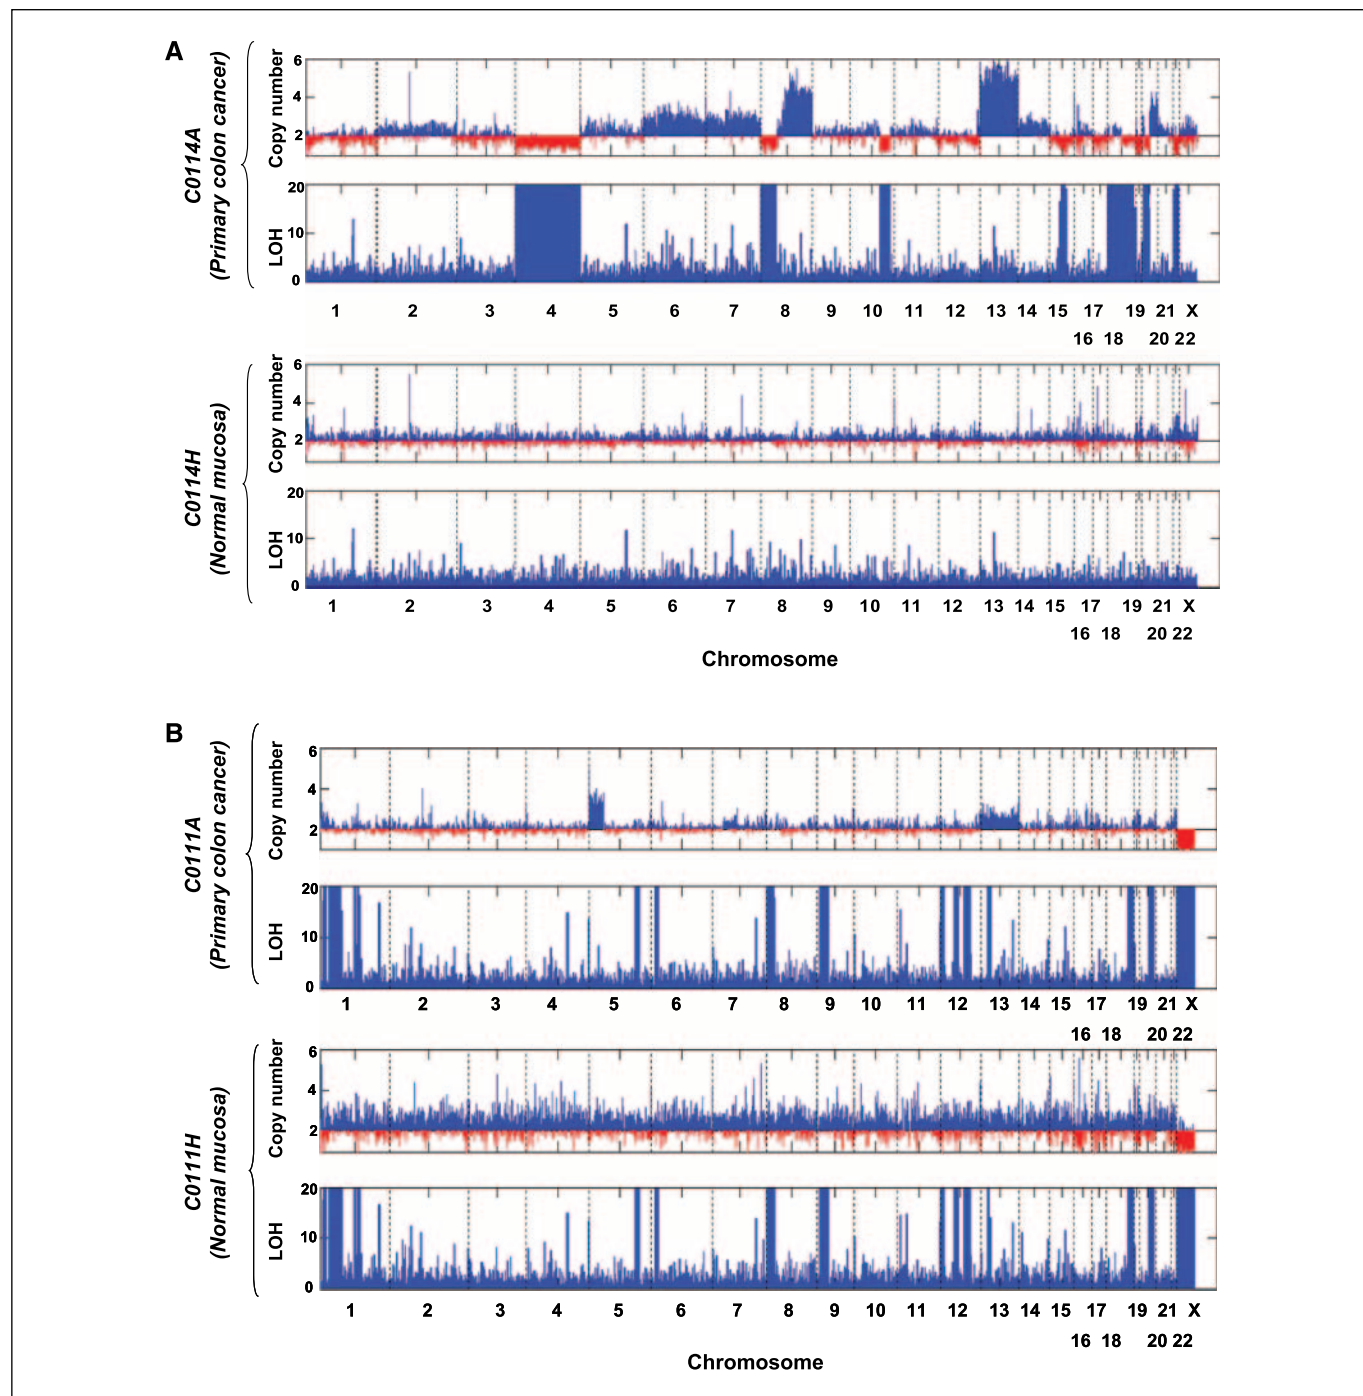 A
C0114A
(Primary colon cancer)
Copy number
6
4
2
LOH
20
10
0
1 2 3 4 5 6 7 8 9 10 11 12 13 14 15 17 19 21 X
16 18 20 22
C0114H
(Normal mucosa)
Copy number
6
4
2
LOH
20
10
0
1 2 3 4 5 6 7 8 9 10 11 12 13 14 15 17 19 21 X
16 18 20 22
Chromosome
B
C0111A
(Primary colon cancer)
Copy number
6
4
2
LOH
20
10
0
1 2 3 4 5 6 7 8 9 10 11 12 13 14 15 17 19 21 X
16 18 20 22
C0111H
(Normal mucosa)
Copy number
6
4
2
LOH
20
10
0
1 2 3 4 5 6 7 8 9 10 11 12 13 14 15 17 19 21 X
16 18 20 22
Chromosome